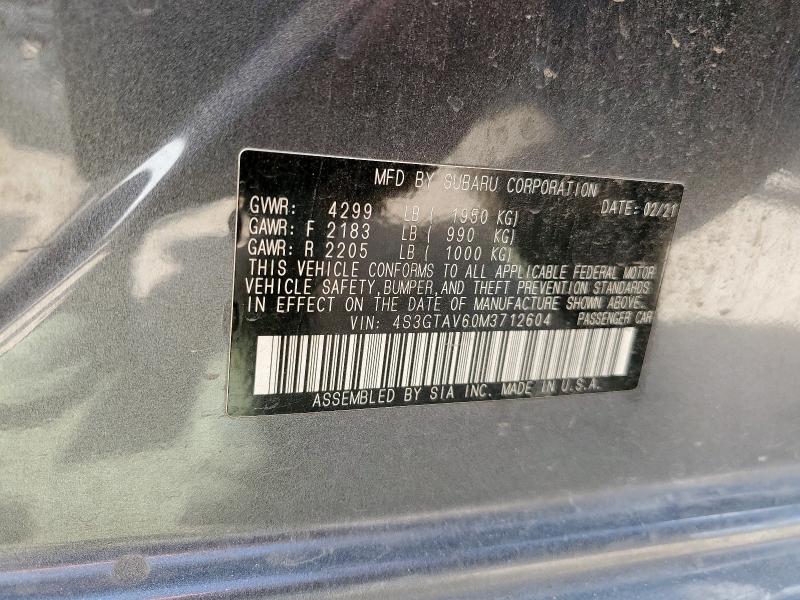 MFD BY SUBARU CORPORATION
DATE: 02/21
GVWR: 4299 LB ( 1950 KG)
GAWR: F 2183 LB ( 990 KG)
GAWR: R 2205 LB ( 1000 KG)
THIS VEHICLE CONFORMS TO ALL APPLICABLE FEDERAL MOTOR
VEHICLE SAFETY, BUMPER, AND THEFT PREVENTION STANDARDS
IN EFFECT ON THE DATE OF MANUFACTURE SHOWN ABOVE.
VIN: 4S3GTAV60M3712604 PASSENGER CAR
ASSEMBLED BY SIA INC. MADE IN U.S.A.